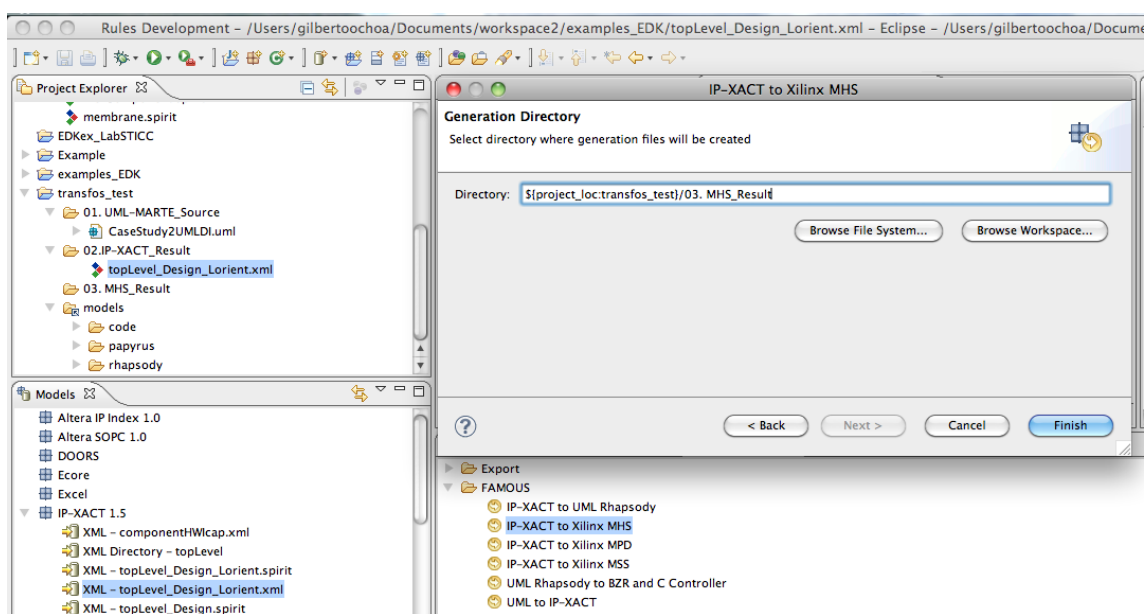 Rules Development – /Users/gilbertoochoa/Documents/workspace2/examples_EDK/topLevel_Design_Lorient.xml – Eclipse – /Users/gilbertoochoa/Docume
Project Explorer
membrane.spirit
EDKex_LabSTICC
Example
examples_EDK
transfos_test
01. UML-MARTE_Source
CaseStudy2UMLDI.uml
02.IP-XACT_Result
topLevel_Design_Lorient.xml
03. MHS_Result
models
code
papyrus
rhapsody
Models
Altera IP Index 1.0
Altera SOPC 1.0
DOORS
Ecore
Excel
IP-XACT 1.5
XML – componentHWIcap.xml
XML Directory – topLevel
XML – topLevel_Design_Lorient.spirit
XML – topLevel_Design_Lorient.xml
XML – topLevel_Design.spirit
IP-XACT to Xilinx MHS
Generation Directory
Select directory where generation files will be created
Directory: ${project_loc:transfos_test}/03. MHS_Result
Browse File System... Browse Workspace...
? < Back Next > Cancel Finish
Export
FAMOUS
IP-XACT to UML Rhapsody
IP-XACT to Xilinx MHS
IP-XACT to Xilinx MPD
IP-XACT to Xilinx MSS
UML Rhapsody to BZR and C Controller
UML to IP-XACT